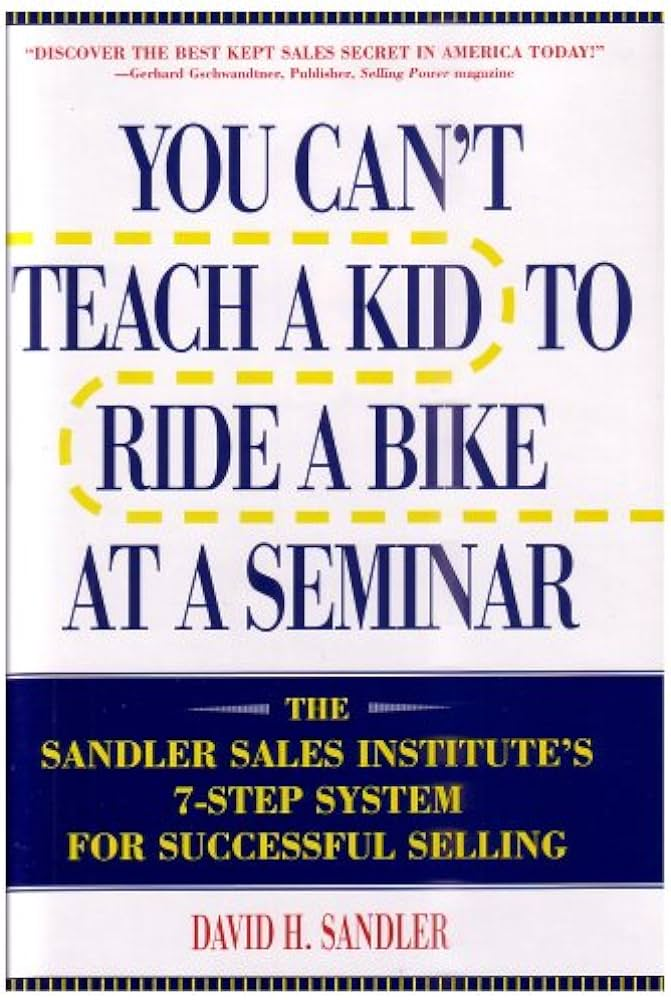 “DISCOVER THE BEST KEPT SALES SECRET IN AMERICA TODAY!”
—Gerhard Gschwandtner, Publisher, Selling Power magazine
YOU CAN'T
TEACH A KID TO
RIDE A BIKE
AT A SEMINAR
THE
SANDLER SALES INSTITUTE'S
7-STEP SYSTEM
FOR SUCCESSFUL SELLING
DAVID H. SANDLER